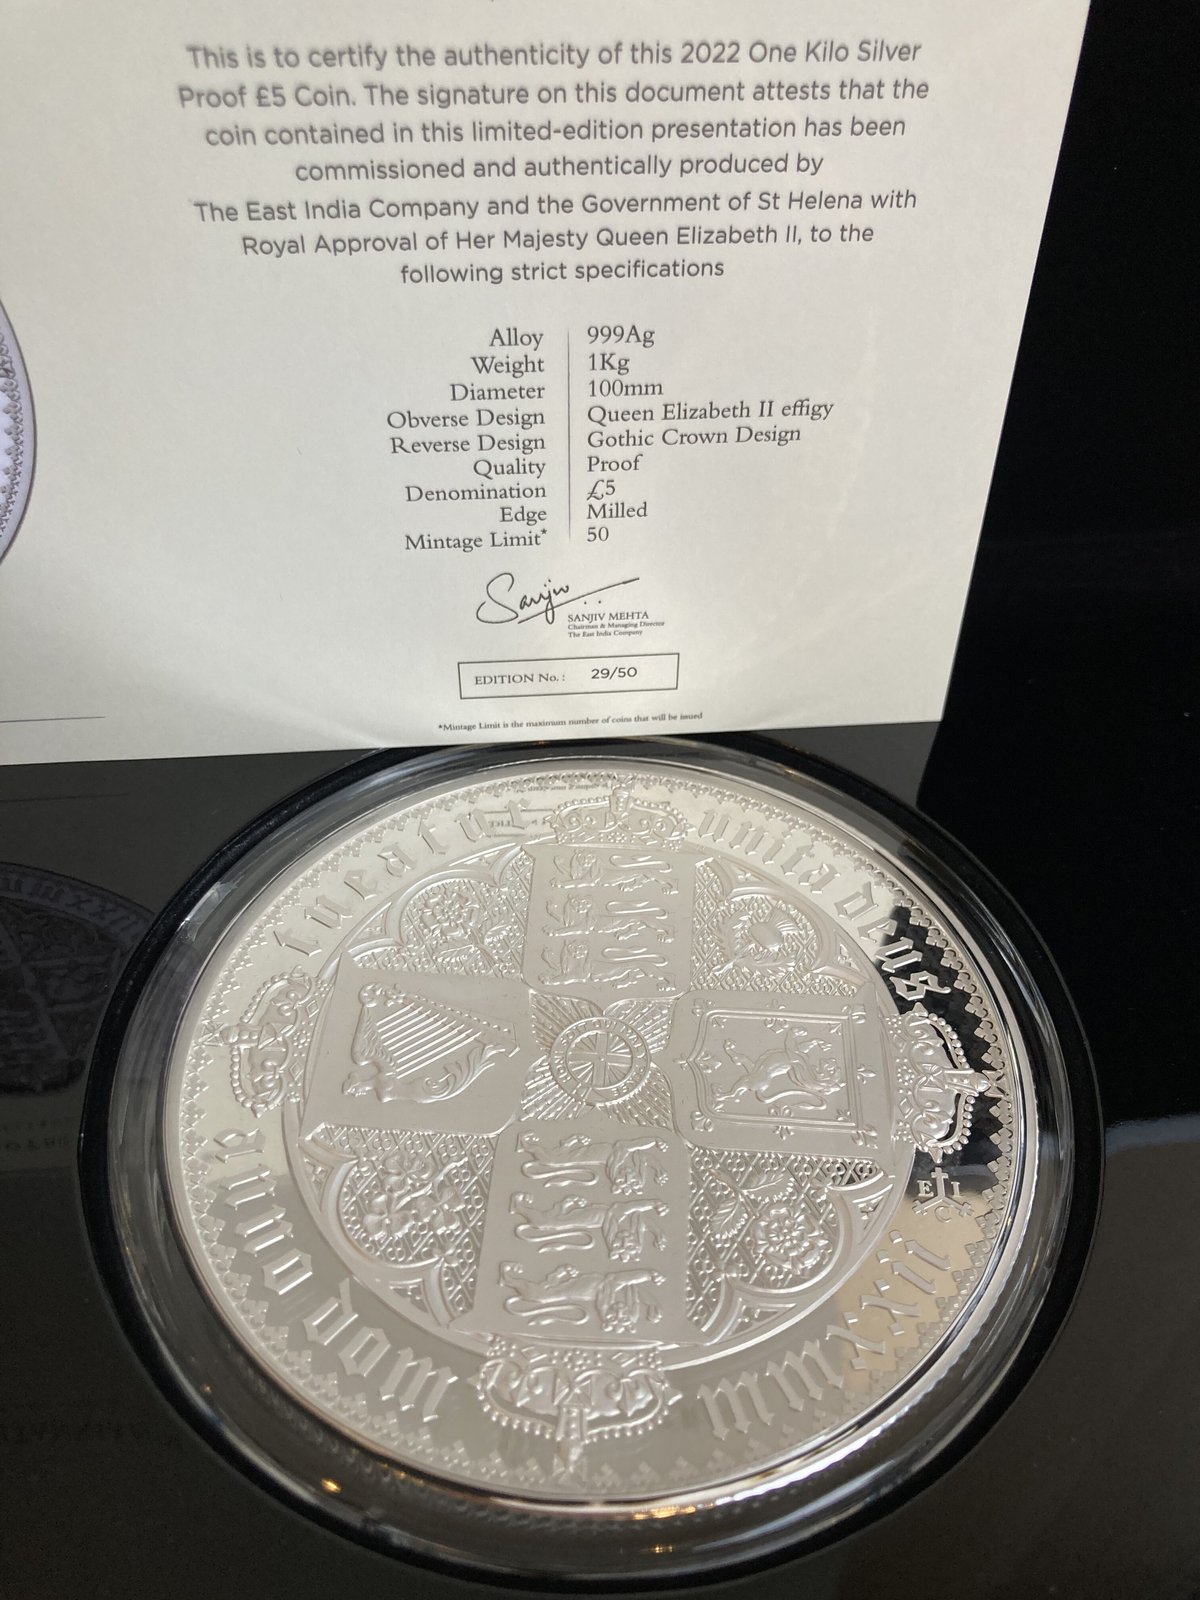 This is to certify the authenticity of this 2022 One Kilo Silver
Proof £5 Coin. The signature on this document attests that the
coin contained in this limited-edition presentation has been
commissioned and authentically produced by
The East India Company and the Government of St Helena with
Royal Approval of Her Majesty Queen Elizabeth II, to the
following strict specifications
Alloy 999Ag
Weight 1Kg
Diameter 100mm
Obverse Design Queen Elizabeth II effigy
Reverse Design Gothic Crown Design
Quality Proof
Denomination £5
Edge Milled
Mintage Limit* 50
Sanjiv
SANJIV MEHTA
Chairman & Managing Director
The East India Company
EDITION No.: 29/50
*Mintage Limit is the maximum number of coins that will be issued
tueatur unita deus
anno dom mmxxii
E I
C